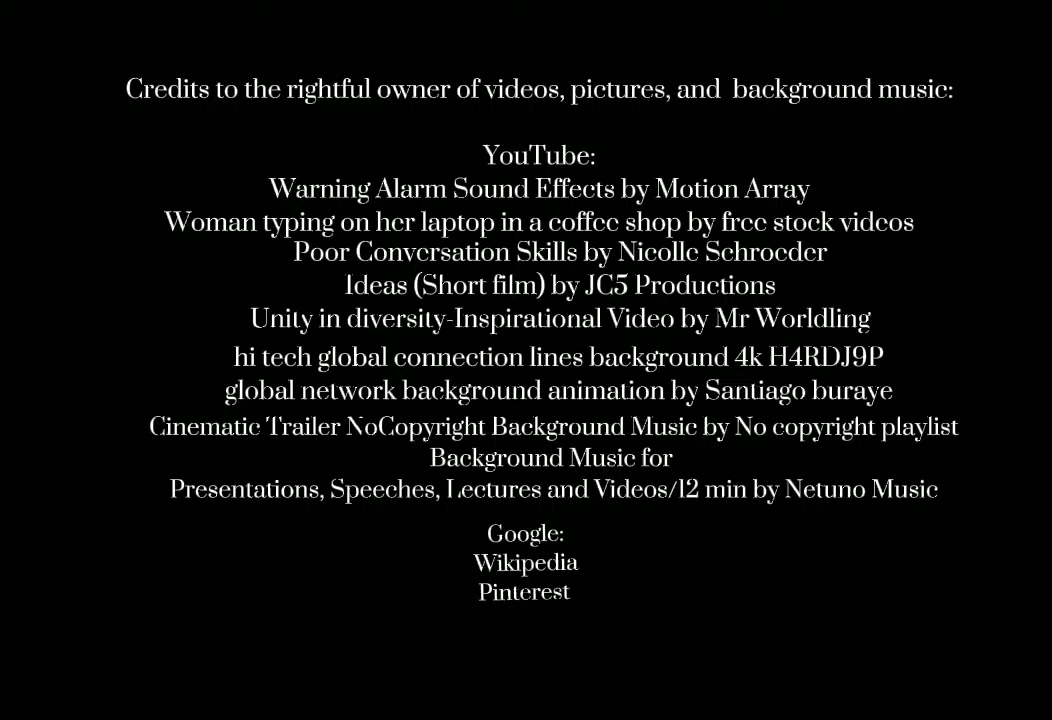 Credits to the rightful owner of videos, pictures, and background music:
YouTube:
Warning Alarm Sound Effects by Motion Array
Woman typing on her laptop in a coffee shop by free stock videos
Poor Conversation Skills by Nicolle Schroeder
Ideas (Short film) by JC5 Productions
Unity in diversity-Inspirational Video by Mr Worldling
hi tech global connection lines background 4k H4RDJ9P
global network background animation by Santiago buraye
Cinematic Trailer NoCopyright Background Music by No copyright playlist
Background Music for
Presentations, Speeches, Lectures and Videos/12 min by Netuno Music
Google:
Wikipedia
Pinterest